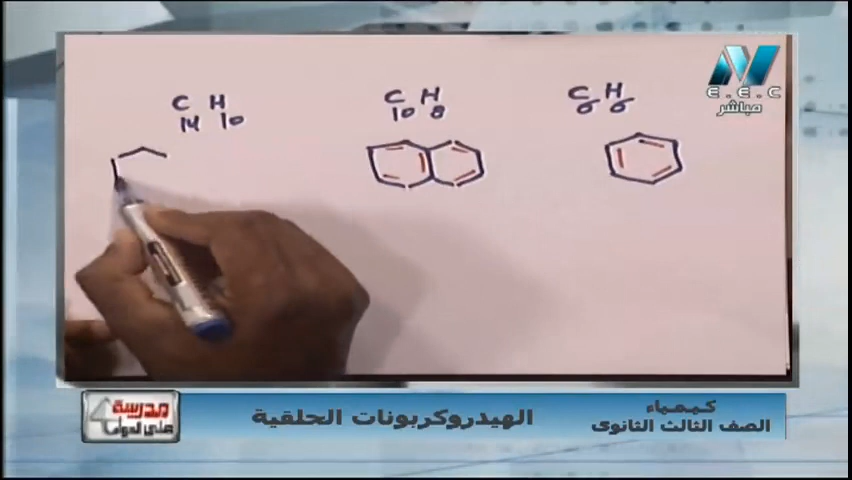 E.E.C
مباشر
C₆H₆
C₁₀H₈
C₁₄H₁₀
كيمياء
الصف الثالث الثانوى
الهيدروكربونات الحلقية
مدرسة
على الهواء